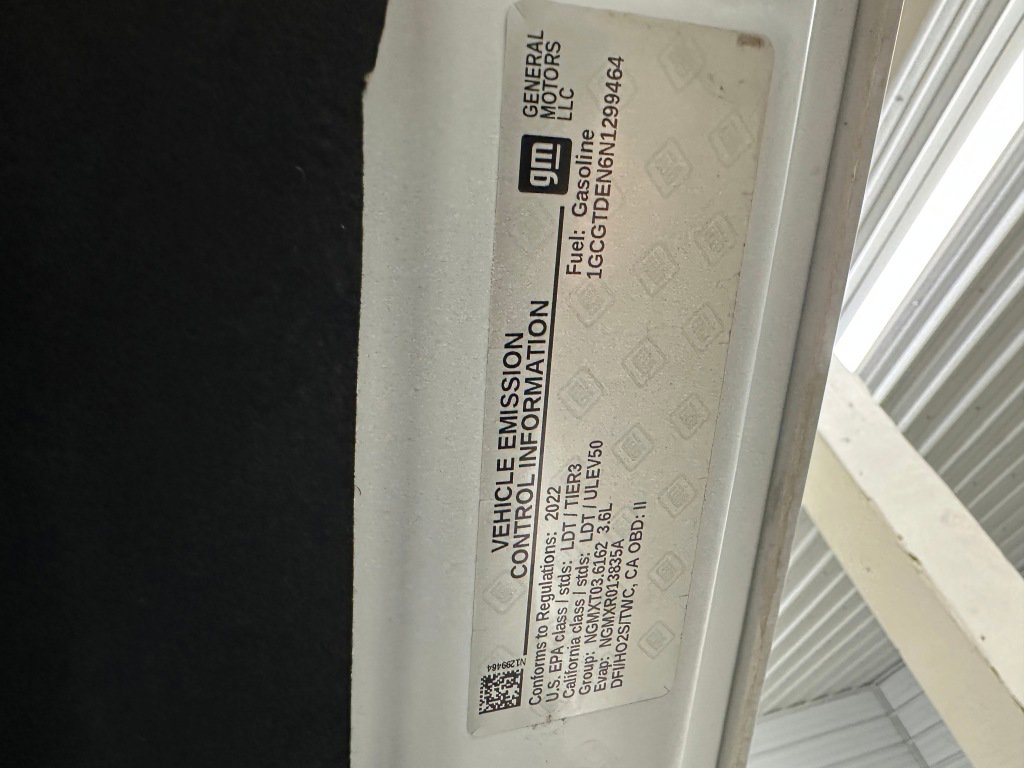 gm GENERAL
MOTORS
LLC
VEHICLE EMISSION
CONTROL INFORMATION
Fuel: Gasoline
1GCGTDEN6N1299464
N1299464
Conforms to Regulations: 2022
U.S. EPA class / stds: LDT / TIER3
California class / stds: LDT / ULEV50
Group: NGMXT03.6162 3.6L
Evap: NGMXR013835A
DFI/HO2S/TWC, CA OBD: II